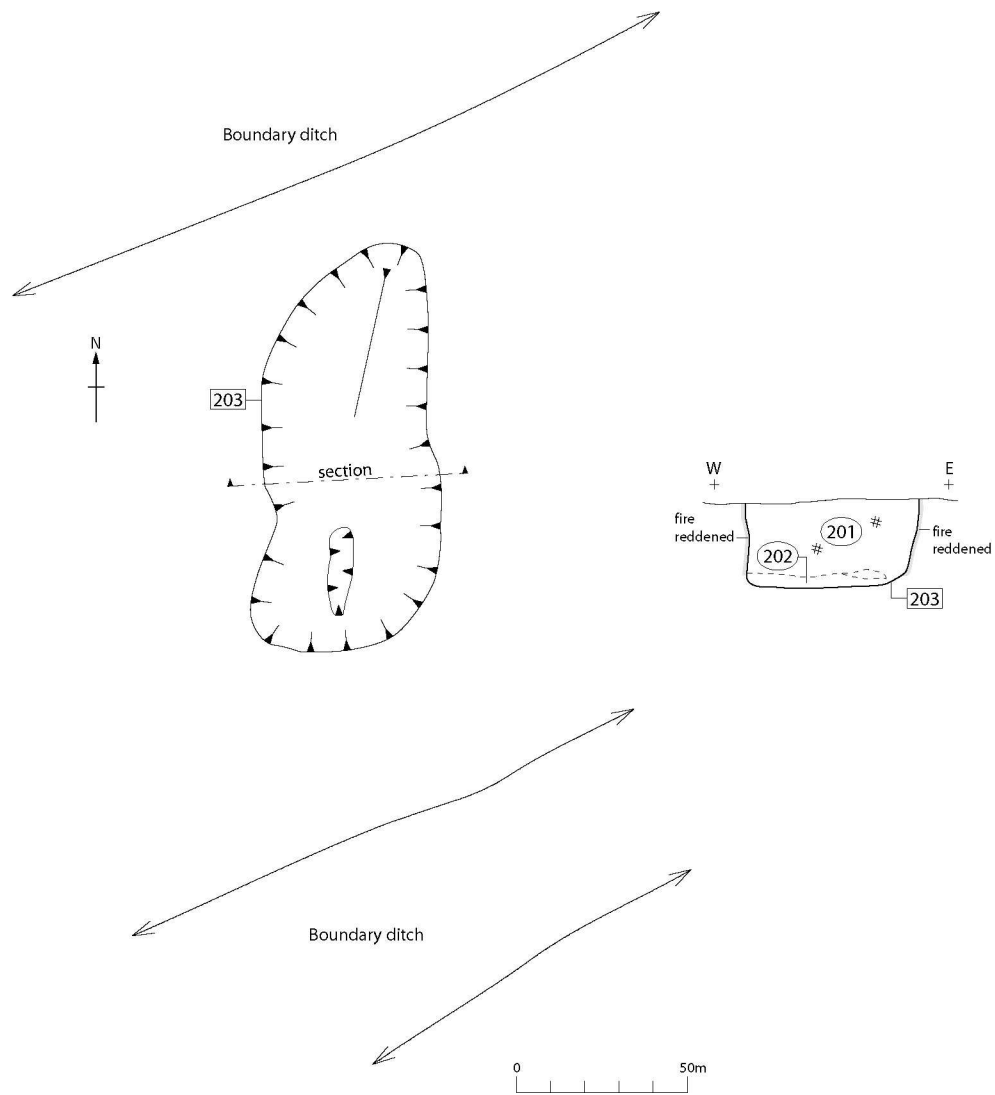 Boundary ditch
N
203
section
W
E
fire
reddened
201
202
fire
reddened
203
Boundary ditch
0
50m